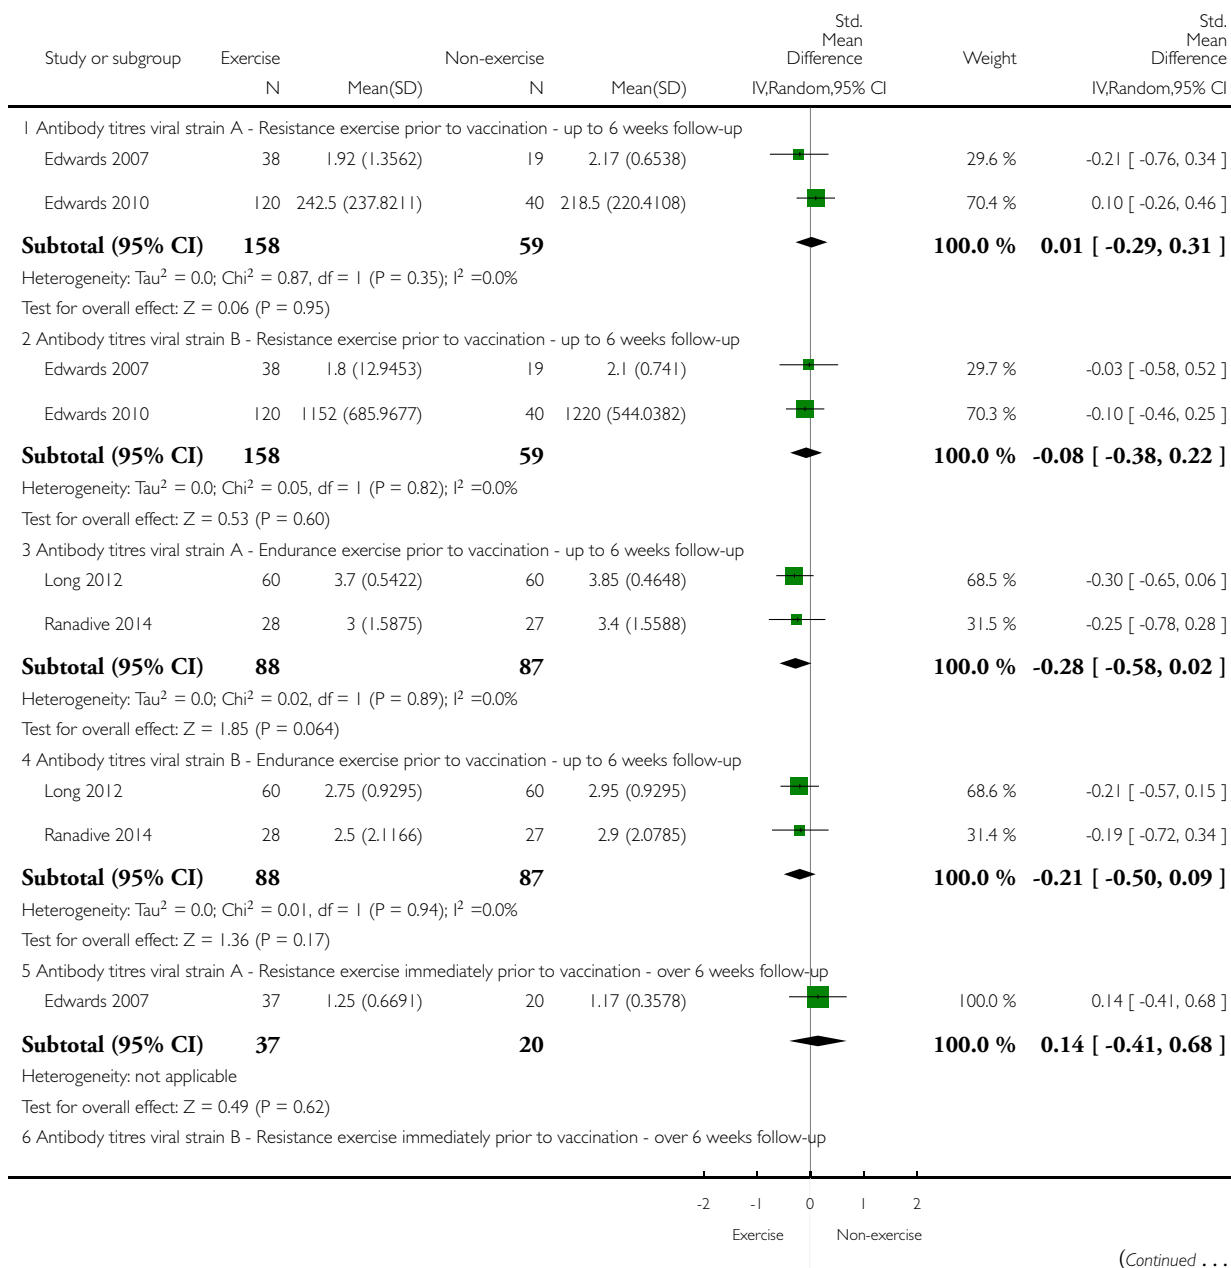 Study or subgroup Exercise Non-exercise Std. Mean Difference Weight Std. Mean Difference
N Mean(SD) N Mean(SD) IV,Random,95% CI IV,Random,95% CI
1 Antibody titres viral strain A - Resistance exercise prior to vaccination - up to 6 weeks follow-up
Edwards 2007 38 1.92 (1.3562) 19 2.17 (0.6538) 29.6 % -0.21 [ -0.76, 0.34 ]
Edwards 2010 120 242.5 (237.8211) 40 218.5 (220.4108) 70.4 % 0.10 [ -0.26, 0.46 ]
Subtotal (95% CI) 158 59 100.0 % 0.01 [ -0.29, 0.31 ]
Heterogeneity: Tau² = 0.0; Chi² = 0.87, df = 1 (P = 0.35); I² =0.0%
Test for overall effect: Z = 0.06 (P = 0.95)
2 Antibody titres viral strain B - Resistance exercise prior to vaccination - up to 6 weeks follow-up
Edwards 2007 38 1.8 (12.9453) 19 2.1 (0.741) 29.7 % -0.03 [ -0.58, 0.52 ]
Edwards 2010 120 1152 (685.9677) 40 1220 (544.0382) 70.3 % -0.10 [ -0.46, 0.25 ]
Subtotal (95% CI) 158 59 100.0 % -0.08 [ -0.38, 0.22 ]
Heterogeneity: Tau² = 0.0; Chi² = 0.05, df = 1 (P = 0.82); I² =0.0%
Test for overall effect: Z = 0.53 (P = 0.60)
3 Antibody titres viral strain A - Endurance exercise prior to vaccination - up to 6 weeks follow-up
Long 2012 60 3.7 (0.5422) 60 3.85 (0.4648) 68.5 % -0.30 [ -0.65, 0.06 ]
Ranadive 2014 28 3 (1.5875) 27 3.4 (1.5588) 31.5 % -0.25 [ -0.78, 0.28 ]
Subtotal (95% CI) 88 87 100.0 % -0.28 [ -0.58, 0.02 ]
Heterogeneity: Tau² = 0.0; Chi² = 0.02, df = 1 (P = 0.89); I² =0.0%
Test for overall effect: Z = 1.85 (P = 0.064)
4 Antibody titres viral strain B - Endurance exercise prior to vaccination - up to 6 weeks follow-up
Long 2012 60 2.75 (0.9295) 60 2.95 (0.9295) 68.6 % -0.21 [ -0.57, 0.15 ]
Ranadive 2014 28 2.5 (2.1166) 27 2.9 (2.0785) 31.4 % -0.19 [ -0.72, 0.34 ]
Subtotal (95% CI) 88 87 100.0 % -0.21 [ -0.50, 0.09 ]
Heterogeneity: Tau² = 0.0; Chi² = 0.01, df = 1 (P = 0.94); I² =0.0%
Test for overall effect: Z = 1.36 (P = 0.17)
5 Antibody titres viral strain A - Resistance exercise immediately prior to vaccination - over 6 weeks follow-up
Edwards 2007 37 1.25 (0.6691) 20 1.17 (0.3578) 100.0 % 0.14 [ -0.41, 0.68 ]
Subtotal (95% CI) 37 20 100.0 % 0.14 [ -0.41, 0.68 ]
Heterogeneity: not applicable
Test for overall effect: Z = 0.49 (P = 0.62)
6 Antibody titres viral strain B - Resistance exercise immediately prior to vaccination - over 6 weeks follow-up
-2 -1 0 1 2
Exercise Non-exercise
(Continued . . .